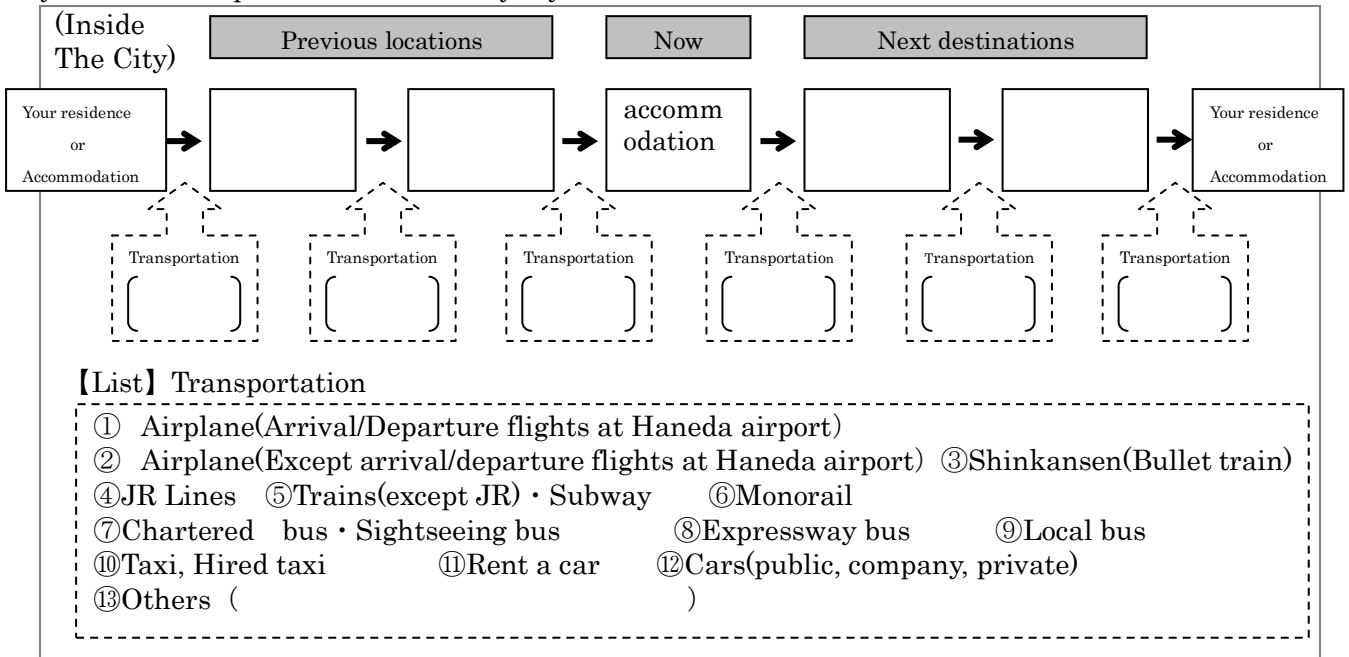 (Inside
The City)
Previous locations
Now
Next destinations
Your residence
or
Accommodation
accomm
odation
Your residence
or
Accommodation
Transportation
Transportation
Transportation
Transportation
Transportation
Transportation
【List】Transportation
① Airplane(Arrival/Departure flights at Haneda airport)
② Airplane(Except arrival/departure flights at Haneda airport) ③Shinkansen(Bullet train)
④JR Lines ⑤Trains(except JR)・Subway ⑥Monorail
⑦Chartered bus・Sightseeing bus ⑧Expressway bus ⑨Local bus
⑩Taxi, Hired taxi ⑪Rent a car ⑫Cars(public, company, private)
⑬Others ( )